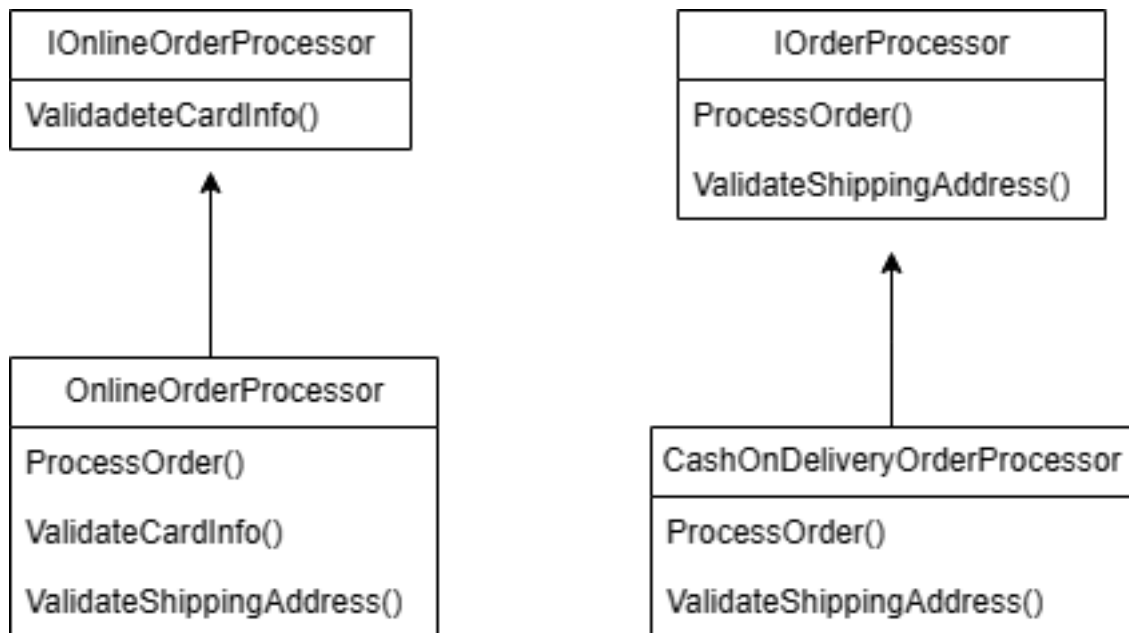 IOnlineOrderProcessor
ValidadeteCardInfo()
IOrderProcessor
ProcessOrder()
ValidateShippingAddress()
OnlineOrderProcessor
ProcessOrder()
ValidateCardInfo()
ValidateShippingAddress()
CashOnDeliveryOrderProcessor
ProcessOrder()
ValidateShippingAddress()